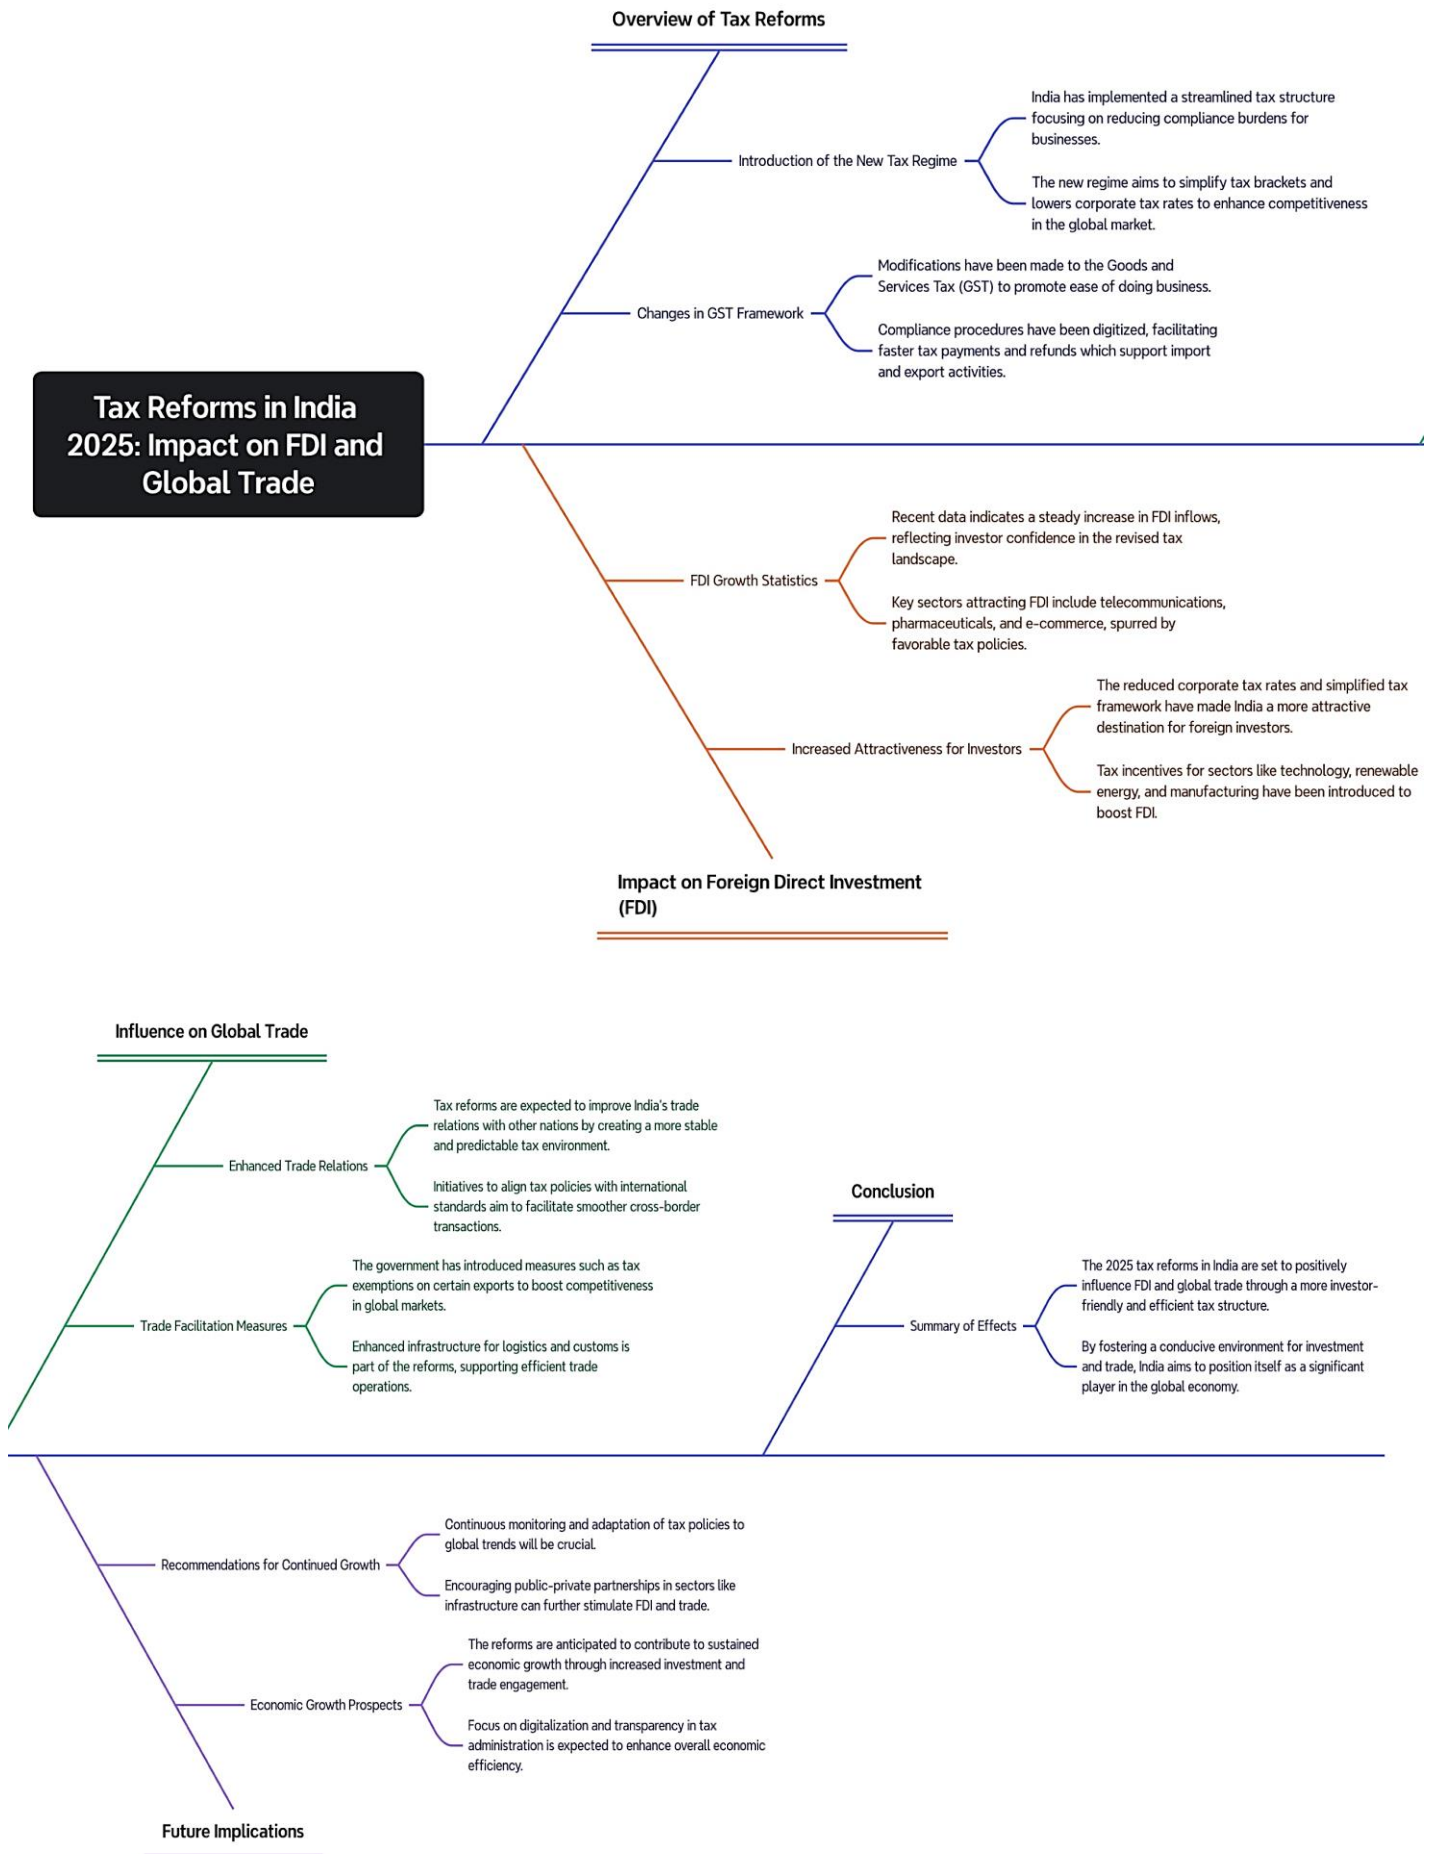 Overview of Tax Reforms
India has implemented a streamlined tax structure
focusing on reducing compliance burdens for
businesses.
Introduction of the New Tax Regime
The new regime aims to simplify tax brackets and
lowers corporate tax rates to enhance competitiveness
in the global market.
Modifications have been made to the Goods and
Services Tax (GST) to promote ease of doing business.
Changes in GST Framework
Compliance procedures have been digitized, facilitating
faster tax payments and refunds which support import
and export activities.
Tax Reforms in India
2025: Impact on FDI and
Global Trade
Recent data indicates a steady increase in FDI inflows,
reflecting investor confidence in the revised tax
landscape.
FDI Growth Statistics
Key sectors attracting FDI include telecommunications,
pharmaceuticals, and e-commerce, spurred by
favorable tax policies.
The reduced corporate tax rates and simplified tax
framework have made India a more attractive
destination for foreign investors.
Increased Attractiveness for Investors
Tax incentives for sectors like technology, renewable
energy, and manufacturing have been introduced to
boost FDI.
Impact on Foreign Direct Investment
(FDI)
Influence on Global Trade
Tax reforms are expected to improve India's trade
relations with other nations by creating a more stable
and predictable tax environment.
Enhanced Trade Relations
Initiatives to align tax policies with international
standards aim to facilitate smoother cross-border
transactions.
The government has introduced measures such as tax
exemptions on certain exports to boost competitiveness
in global markets.
Trade Facilitation Measures
Enhanced infrastructure for logistics and customs is
part of the reforms, supporting efficient trade
operations.
Conclusion
The 2025 tax reforms in India are set to positively
influence FDI and global trade through a more investor-
friendly and efficient tax structure.
Summary of Effects
By fostering a conducive environment for investment
and trade, India aims to position itself as a significant
player in the global economy.
Continuous monitoring and adaptation of tax policies to
global trends will be crucial.
Recommendations for Continued Growth
Encouraging public-private partnerships in sectors like
infrastructure can further stimulate FDI and trade.
The reforms are anticipated to contribute to sustained
economic growth through increased investment and
trade engagement.
Economic Growth Prospects
Focus on digitalization and transparency in tax
administration is expected to enhance overall economic
efficiency.
Future Implications